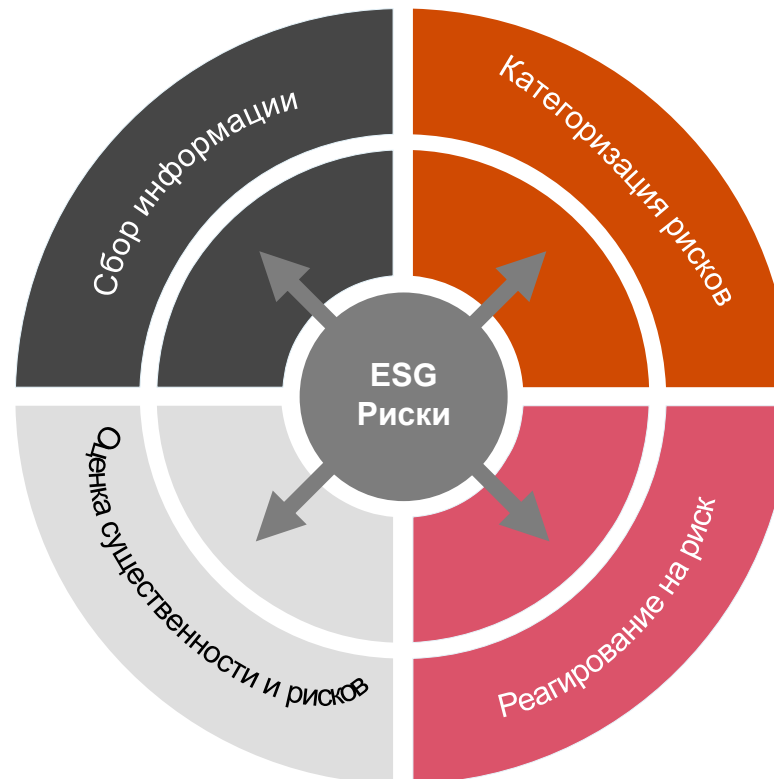 Сбор информации
Категоризация рисков
ESG
Риски
Оценка существенности и рисков
Реагирование на риск